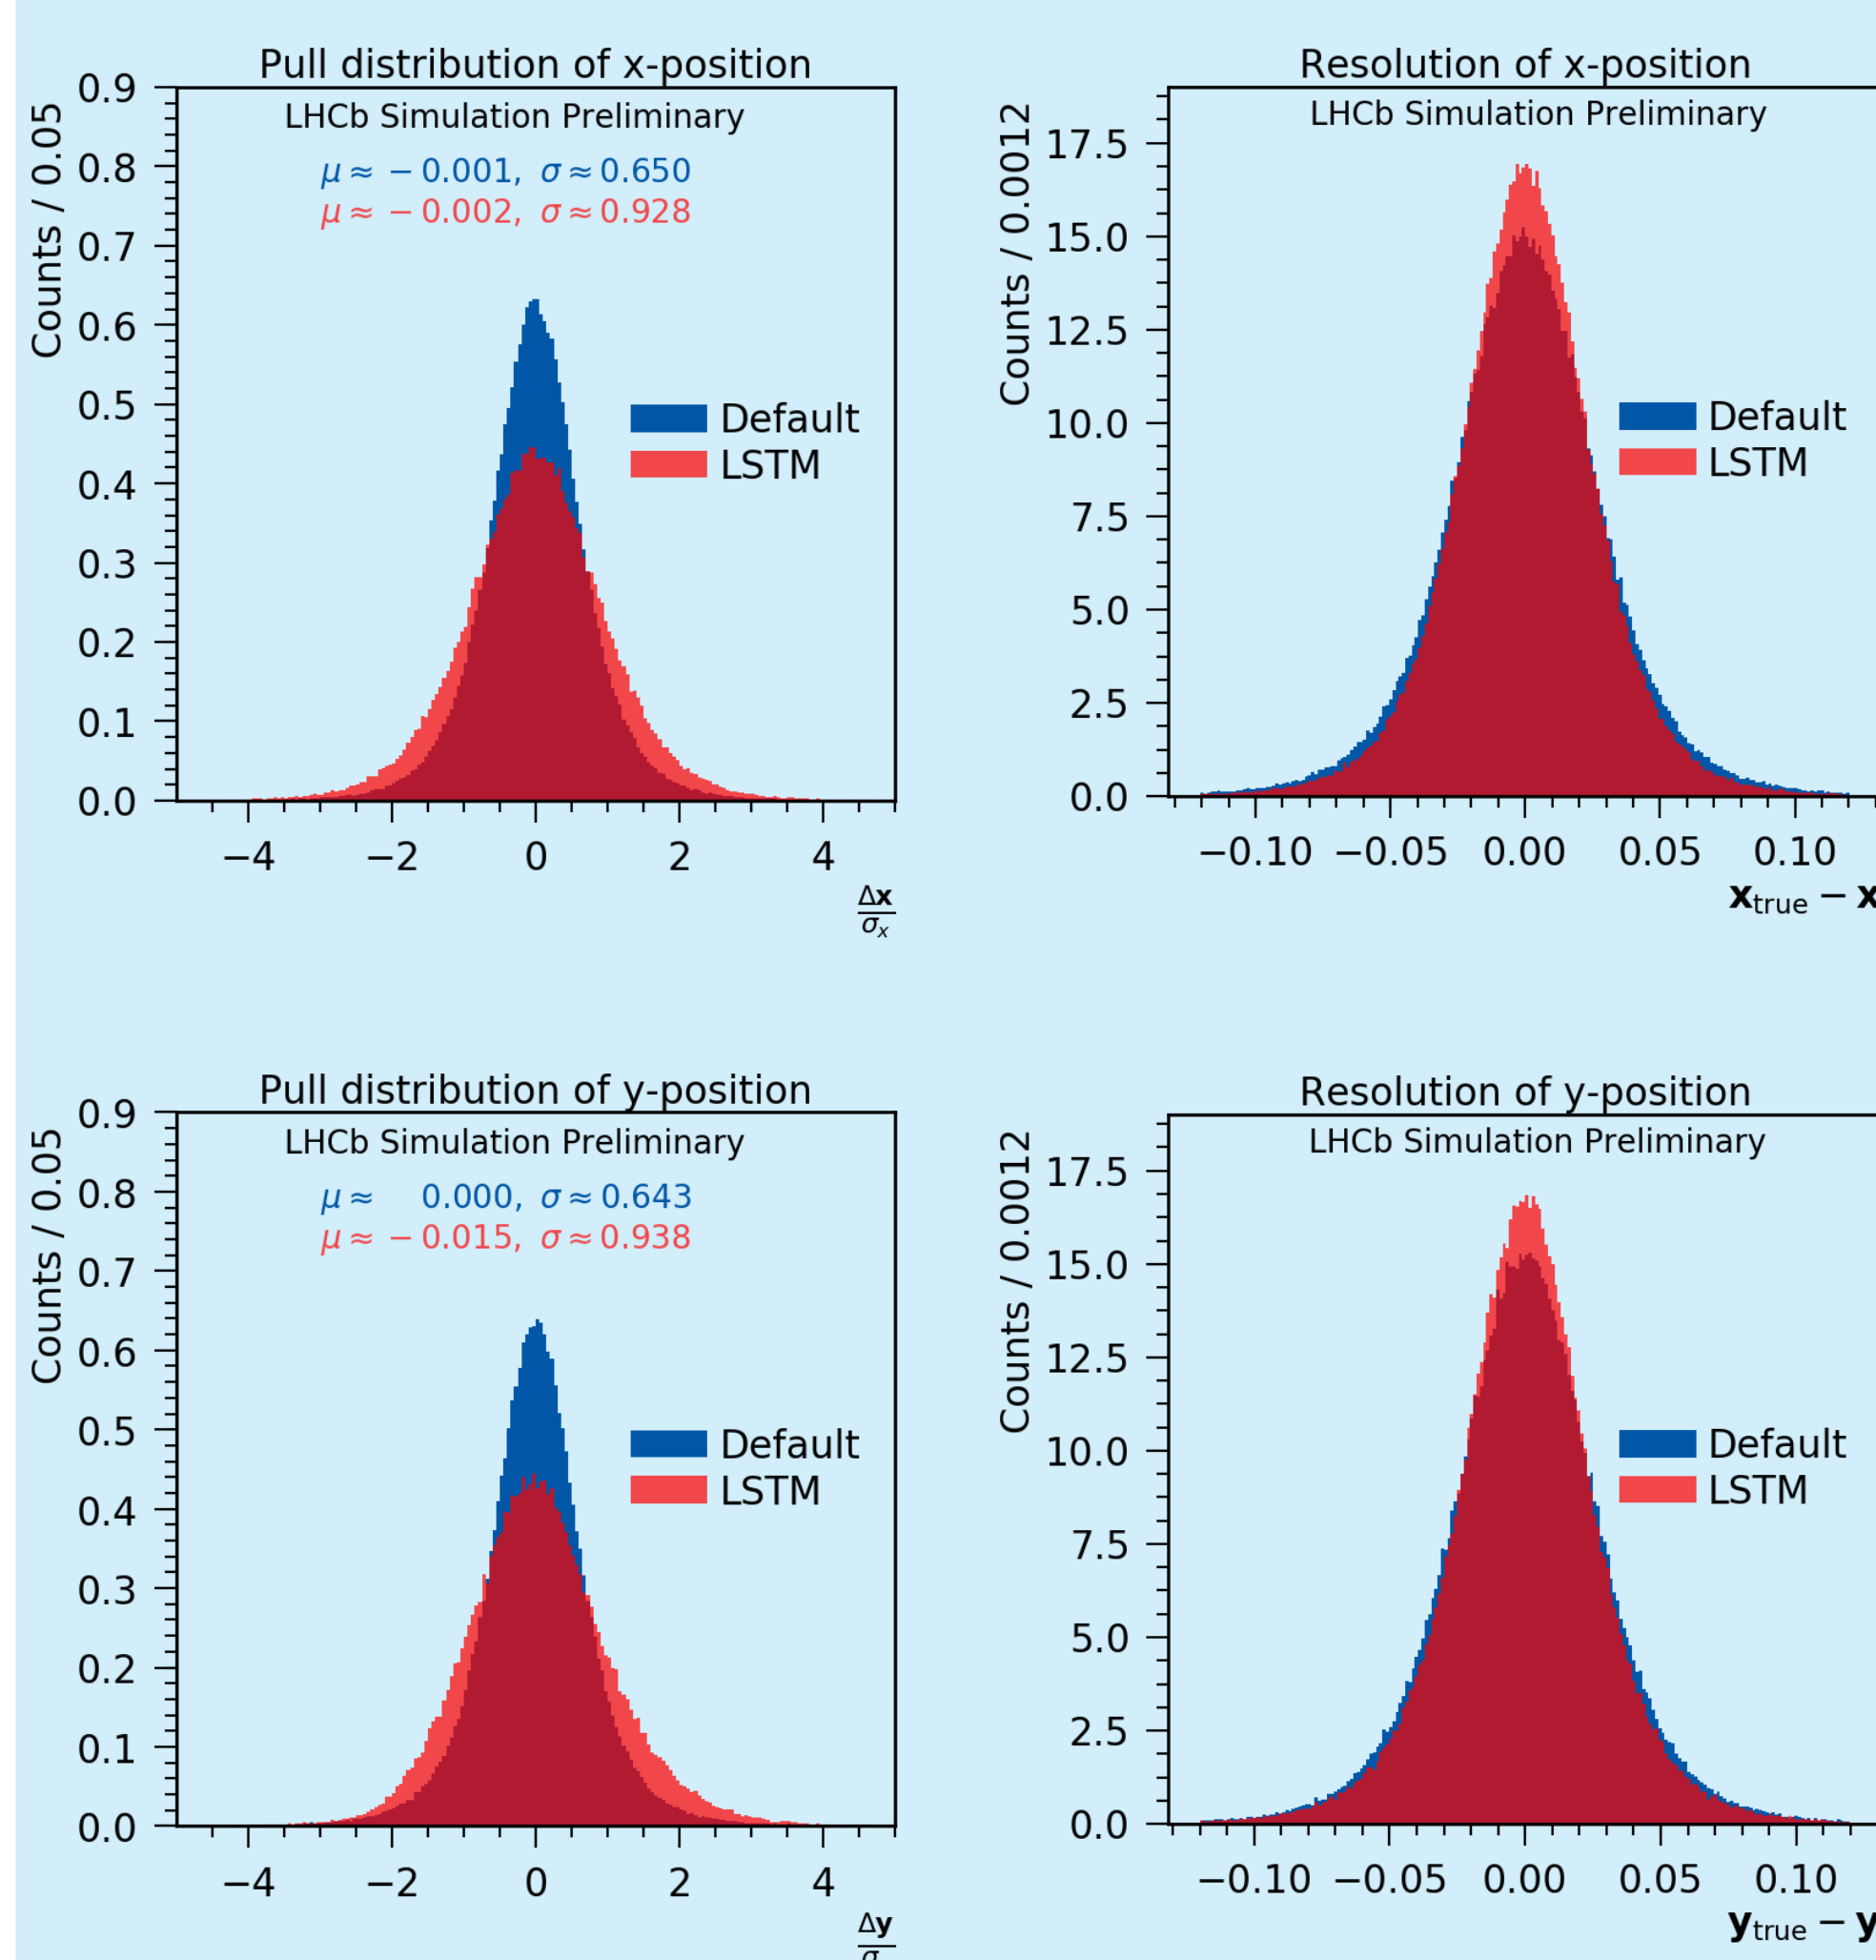 Pull distribution of x-position
LHCb Simulation Preliminary
μ ≈ − 0.001, σ ≈ 0.650
μ ≈ − 0.002, σ ≈ 0.928
Counts / 0.05
0.9
0.8
0.7
0.6
0.5
0.4
0.3
0.2
0.1
0.0
Default
LSTM
−4 −2 0 2 4
Δx
σx
Resolution of x-position
LHCb Simulation Preliminary
Counts / 0.0012
17.5
15.0
12.5
10.0
7.5
5.0
2.5
0.0
Default
LSTM
−0.10 −0.05 0.00 0.05 0.10
xtrue − x
Pull distribution of y-position
LHCb Simulation Preliminary
μ ≈ 0.000, σ ≈ 0.643
μ ≈ − 0.015, σ ≈ 0.938
Counts / 0.05
0.9
0.8
0.7
0.6
0.5
0.4
0.3
0.2
0.1
0.0
Default
LSTM
−4 −2 0 2 4
Δy
σ
Resolution of y-position
LHCb Simulation Preliminary
Counts / 0.0012
17.5
15.0
12.5
10.0
7.5
5.0
2.5
0.0
Default
LSTM
−0.10 −0.05 0.00 0.05 0.10
ytrue − y